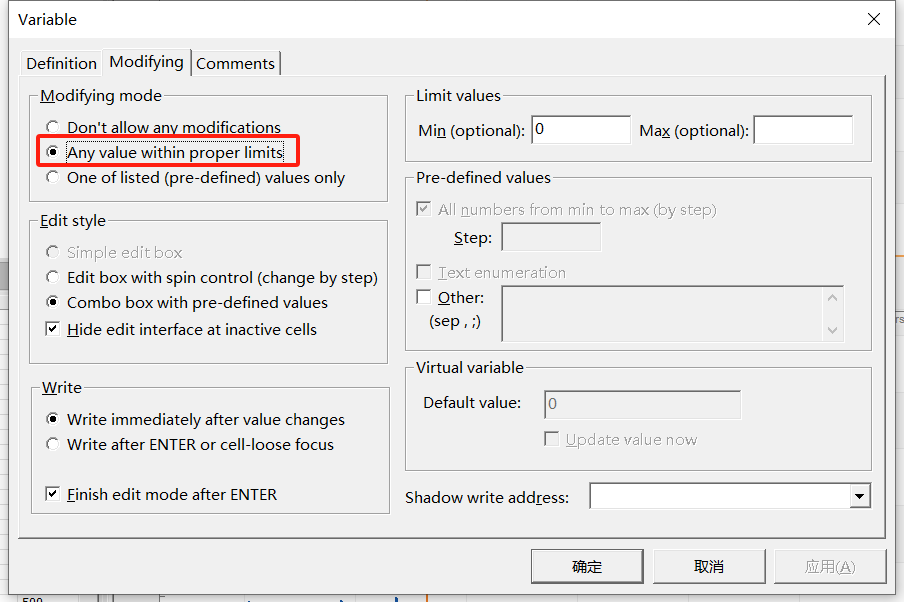 Variable
Definition
Modifying
Comments
Modifying mode
Don't allow any modifications
Any value within proper limits
One of listed (pre-defined) values only
Edit style
Simple edit box
Edit box with spin control (change by step)
Combo box with pre-defined values
Hide edit interface at inactive cells
Write
Write immediately after value changes
Write after ENTER or cell-loose focus
Finish edit mode after ENTER
Limit values
Min (optional): 0 Max (optional):
Pre-defined values
All numbers from min to max (by step)
Step:
Text enumeration
Other:
(sep , ;)
Virtual variable
Default value: 0
Update value now
Shadow write address:
确定
取消
应用(A)
500